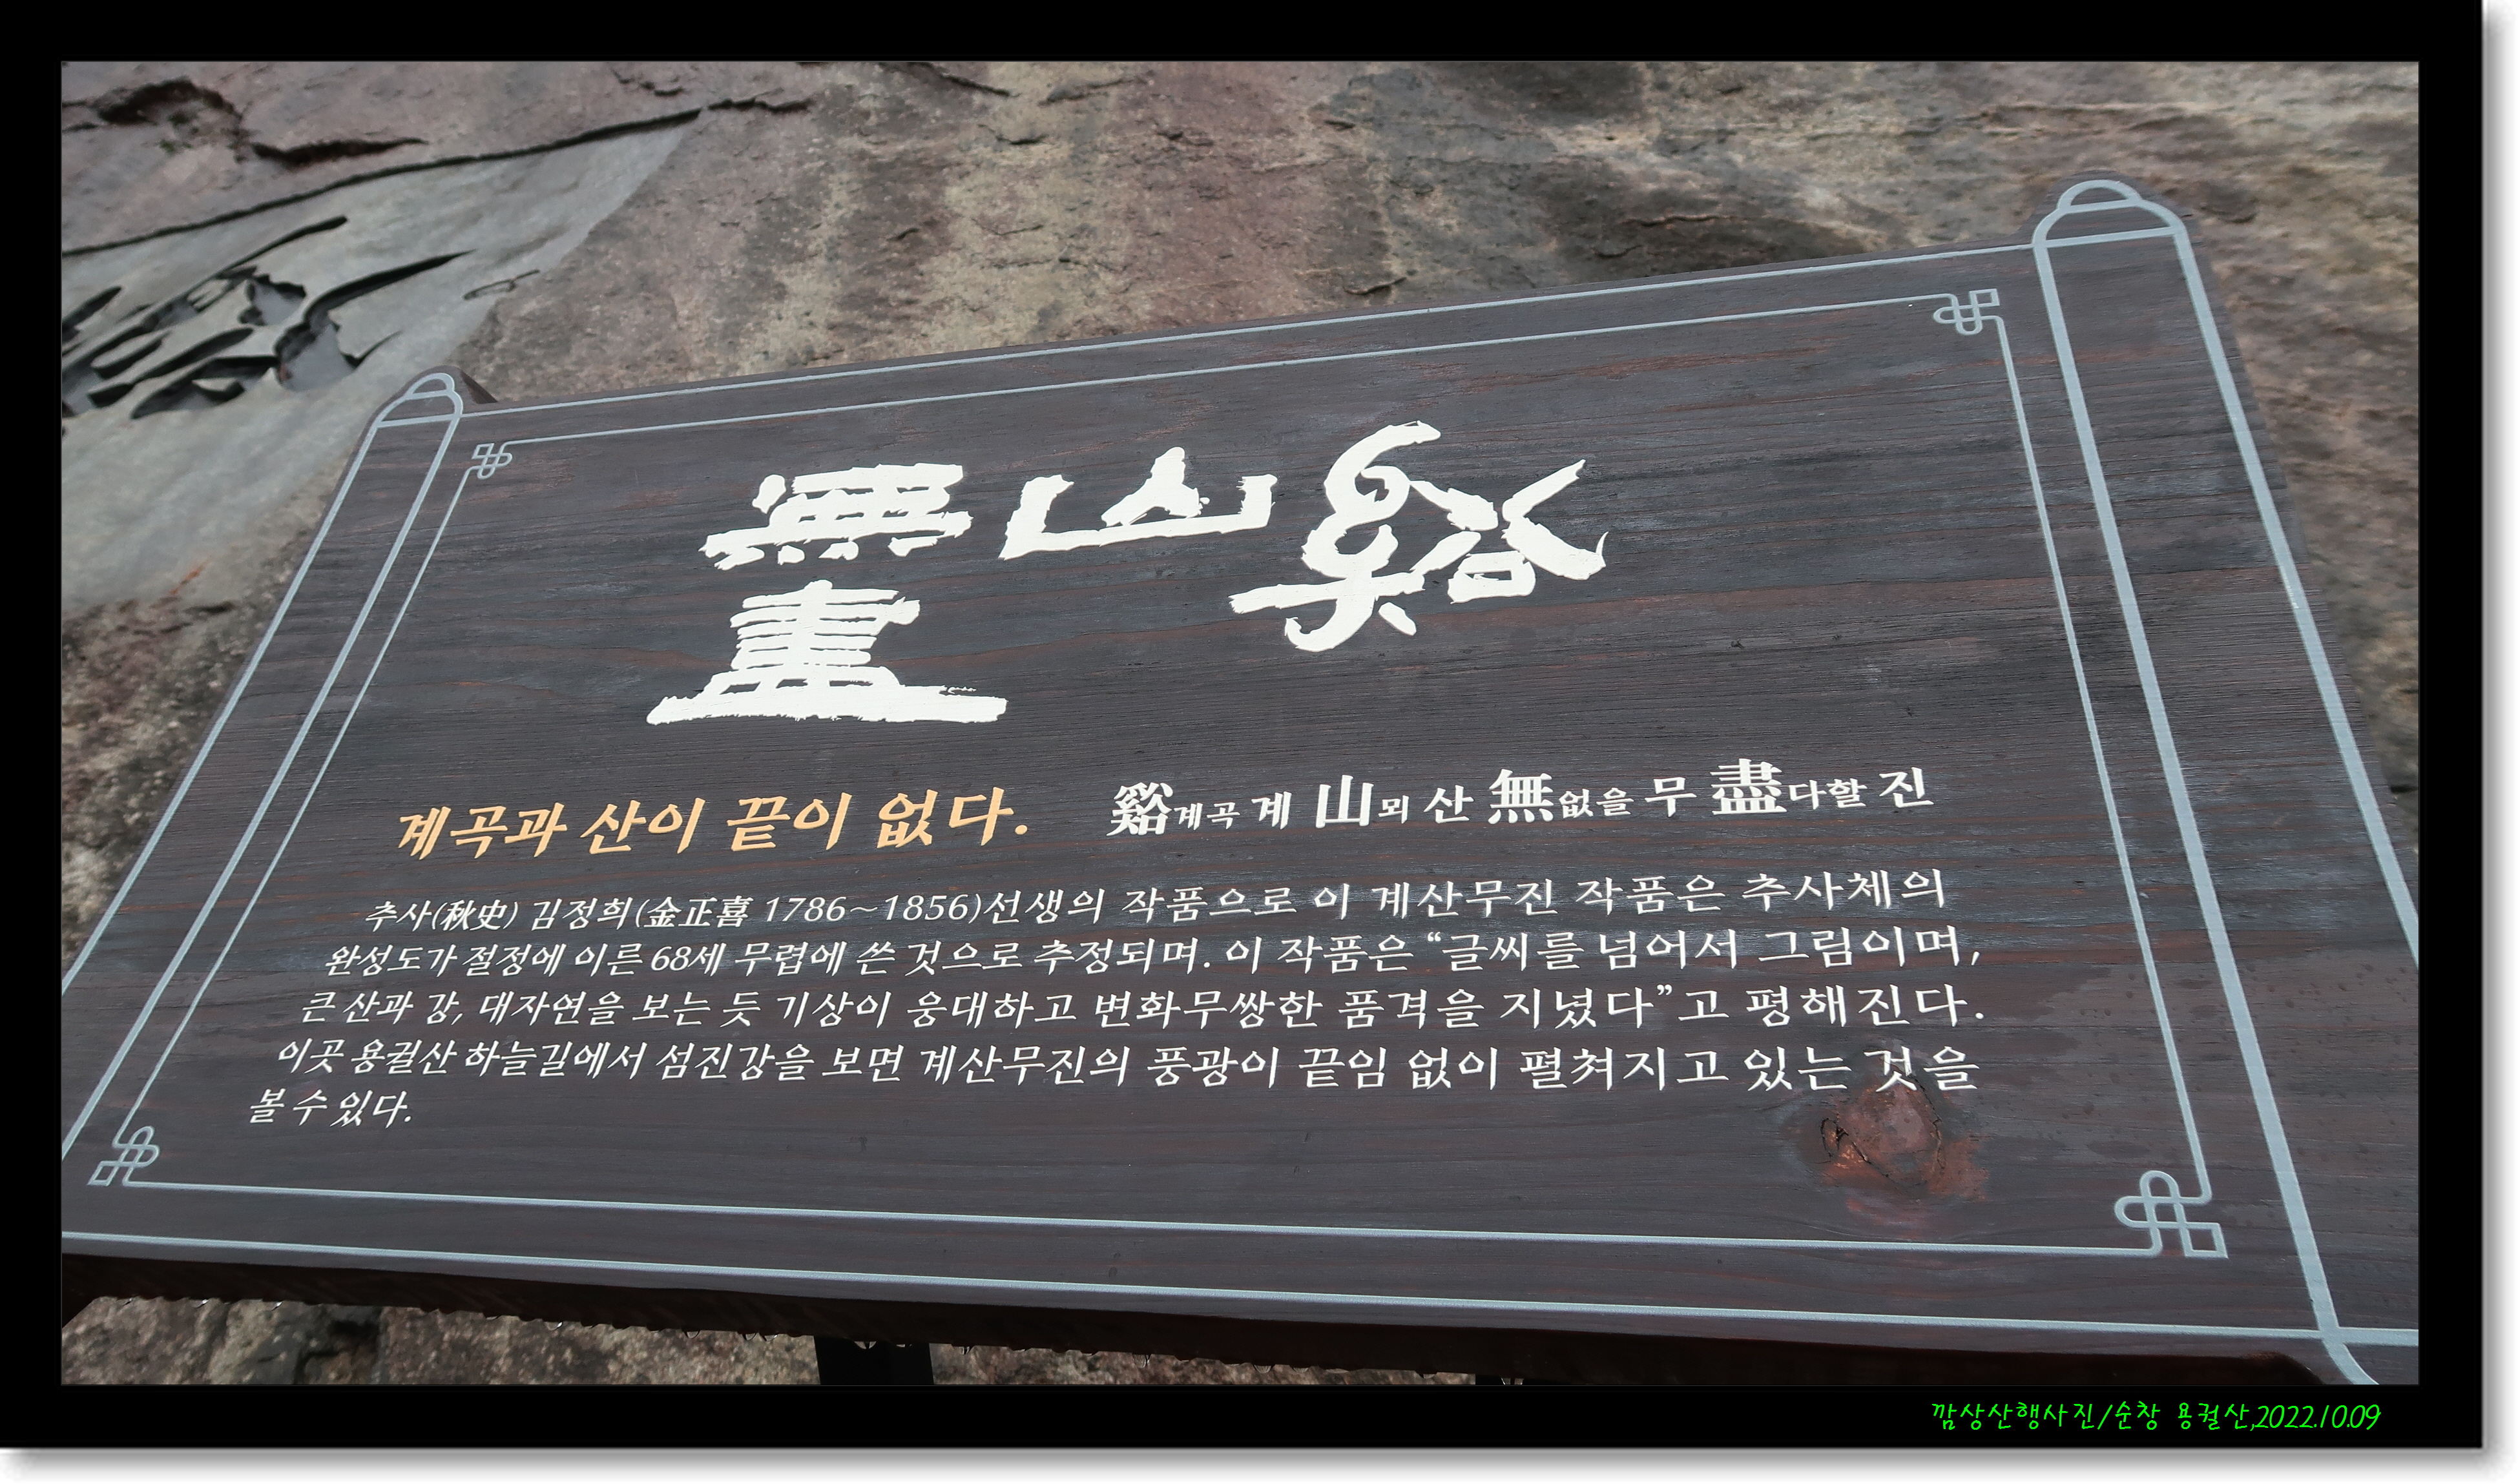 谿山無
盡
계곡과 산이 끝이 없다. 谿계곡 계 山뫼 산 無없을 무 盡다할 진
추사(秋史) 김정희(金正喜 1786~1856)선생의 작품으로 이 계산무진 작품은 추사체의
완성도가 절정에 이른 68세 무렵에 쓴 것으로 추정되며. 이 작품은 “글씨를 넘어서 그림이며,
큰 산과 강, 대자연을 보는 듯 기상이 웅대하고 변화무쌍한 품격을 지녔다”고 평해진다.
이곳 용궐산 하늘길에서 섬진강을 보면 계산무진의 풍광이 끝임 없이 펼쳐지고 있는 것을
볼 수 있다.
깜상산행사진/순창 용궐산,2022.10.09